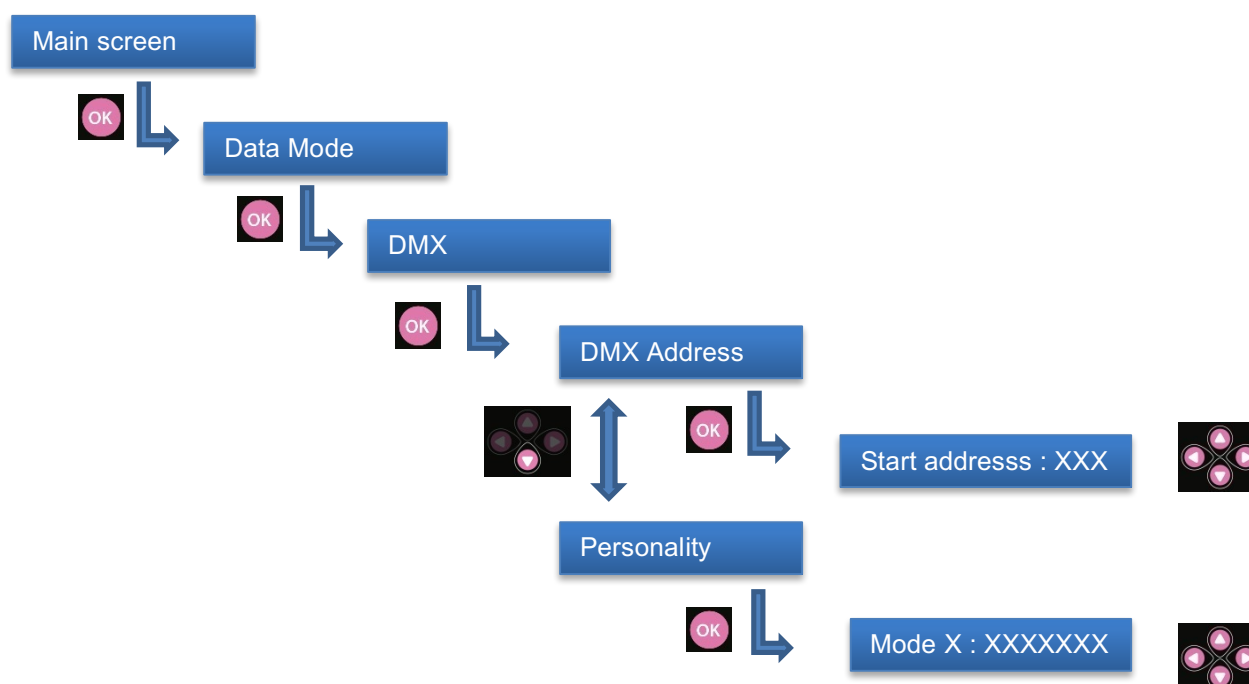 Main screen
OK
Data Mode
OK
DMX
OK
DMX Address
OK
Start addresss : XXX
Personality
OK
Mode X : XXXXXXX